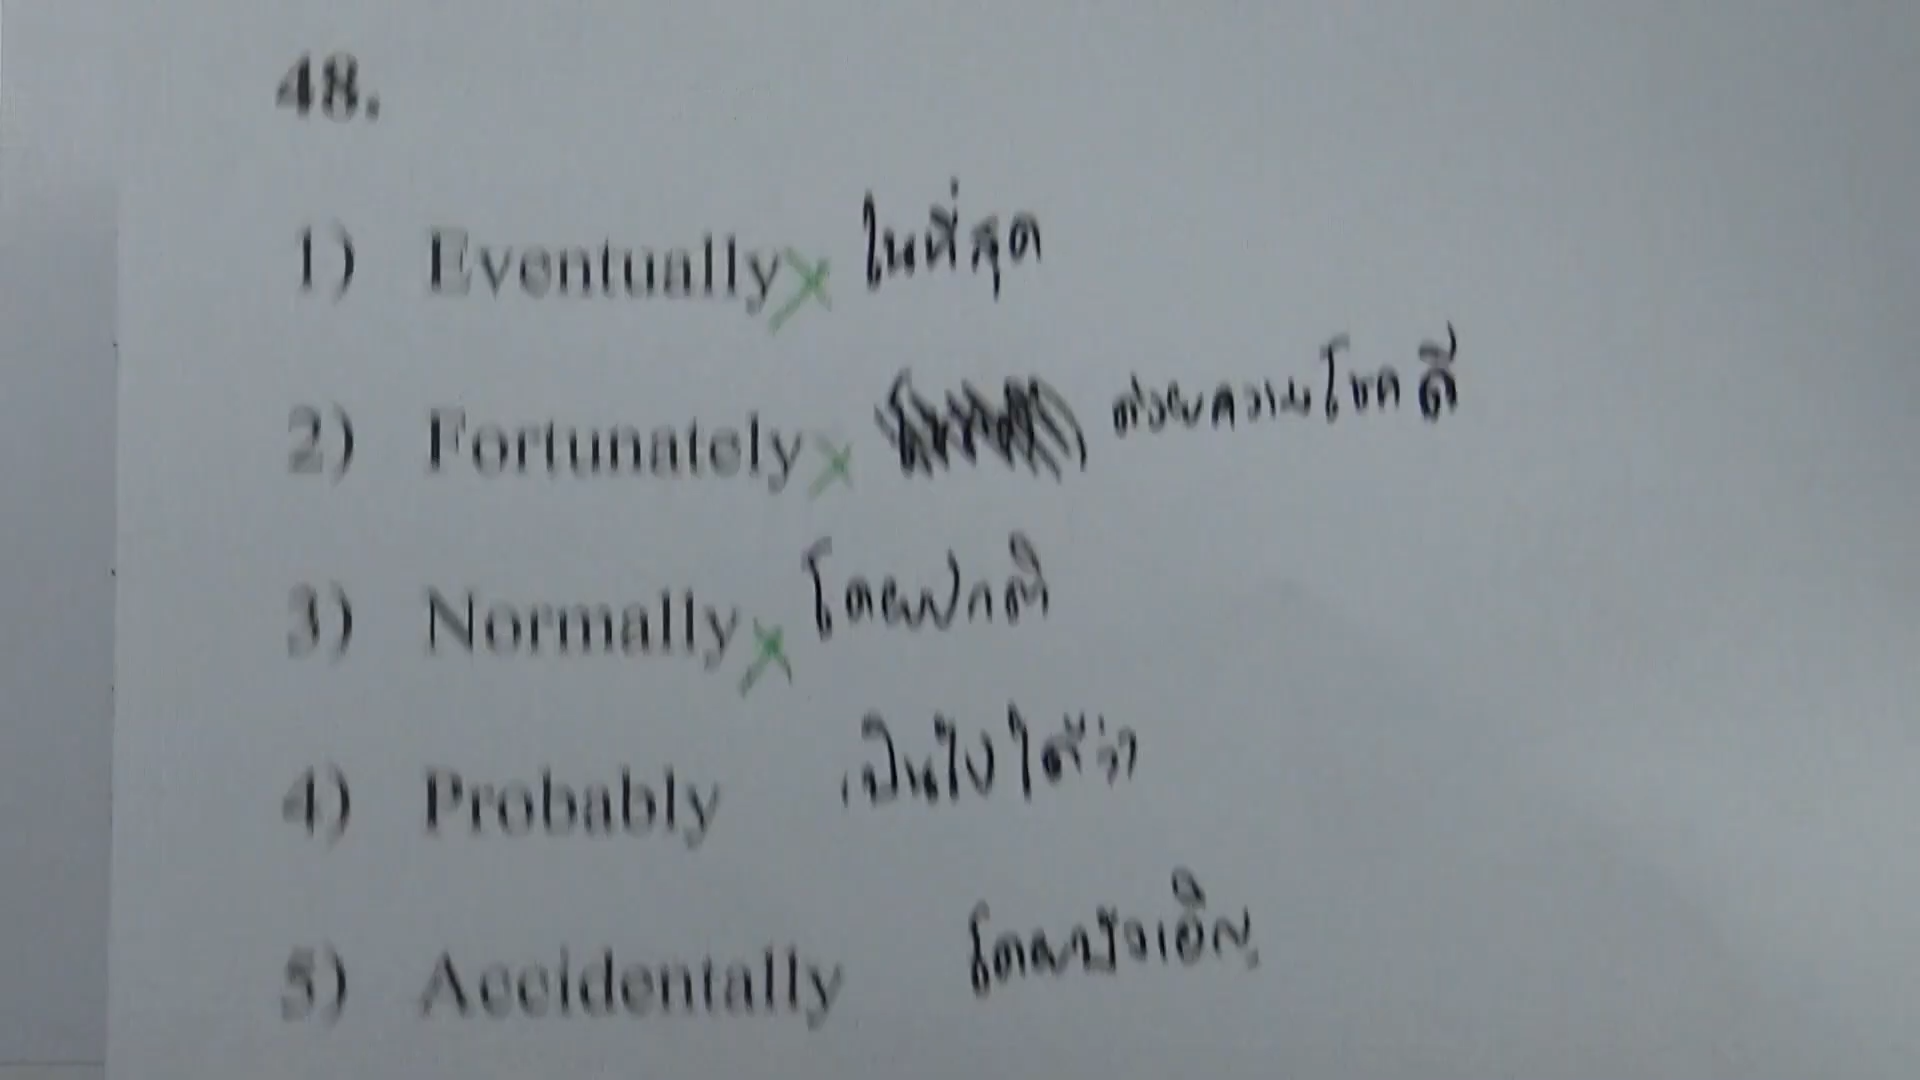 48.
1) Eventually ในที่สุด
2) Fortunately ด้วยความโชคดี
3) Normally โดยปกติ
4) Probably เป็นไปได้ว่า
5) Accidentally โดยบังเอิญ